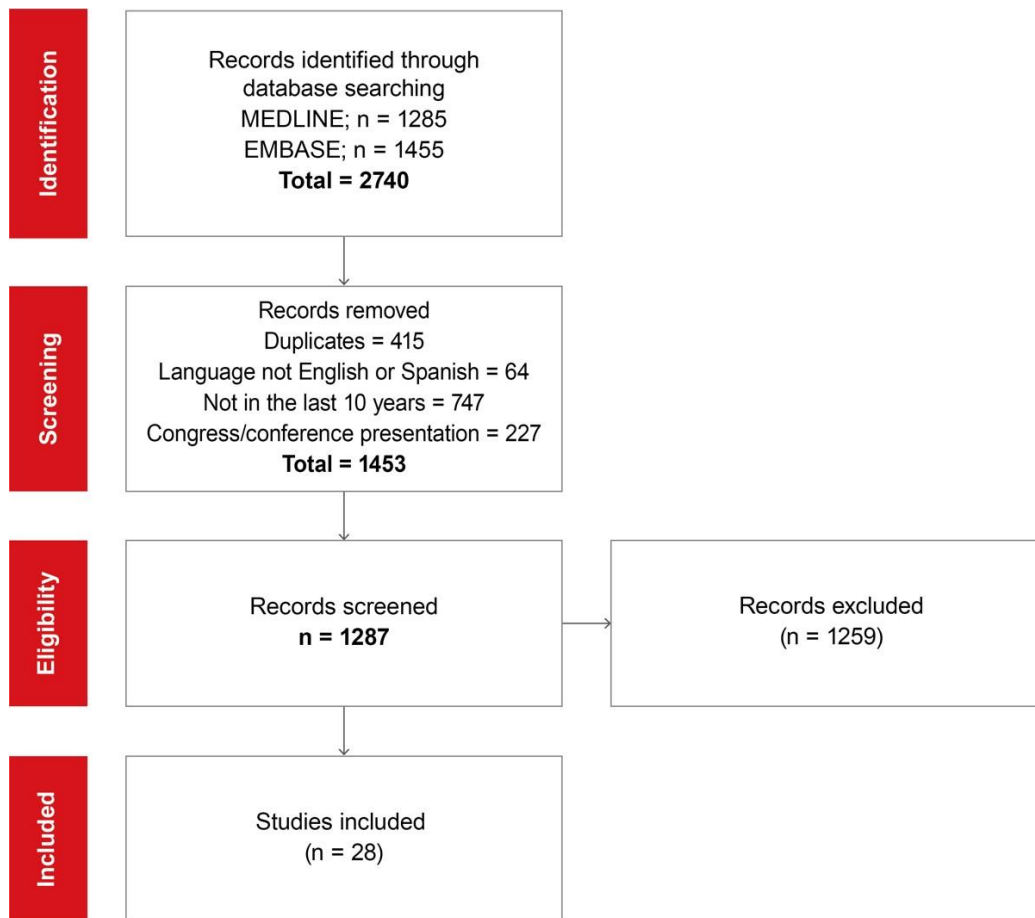 Identification
Records identified through
database searching
MEDLINE; n = 1285
EMBASE; n = 1455
Total = 2740
Screening
Records removed
Duplicates = 415
Language not English or Spanish = 64
Not in the last 10 years = 747
Congress/conference presentation = 227
Total = 1453
Eligibility
Records screened
n = 1287
Records excluded
(n = 1259)
Included
Studies included
(n = 28)